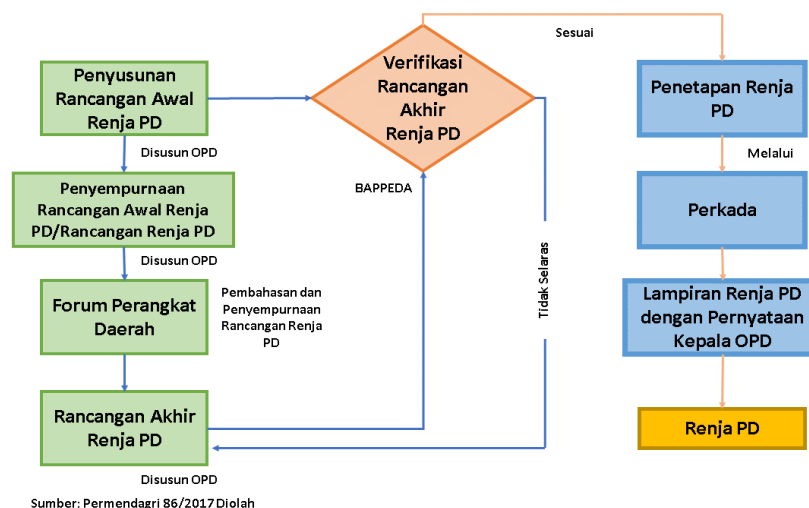 Penyusunan
Rancangan Awal
Renja PD
Disusun OPD
Penyempurnaan
Rancangan Awal Renja
PD/Rancangan Renja PD
Disusun OPD
Forum Perangkat
Daerah
Pembahasan dan
Penyempurnaan
Rancangan Renja
PD
Rancangan Akhir
Renja PD
Disusun OPD
Verifikasi
Rancangan
Akhir
Renja PD
BAPPEDA
Tidak Selaras
Sesuai
Penetapan Renja
PD
Melalui
Perkada
Lampiran Renja PD
dengan Pernyataan
Kepala OPD
Renja PD
Sumber: Permendagri 86/2017 Diolah